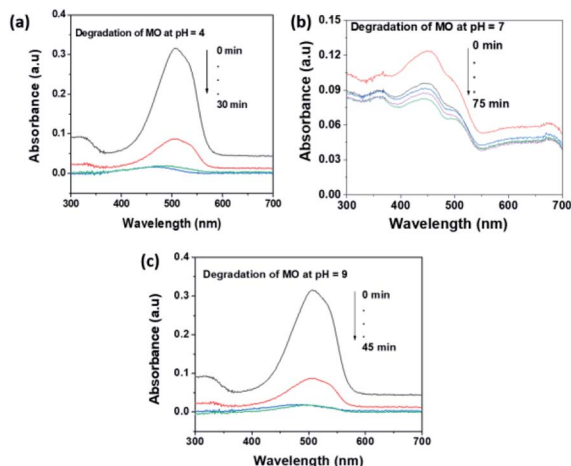 (a)
Degradation of MO at pH = 4
0 min
30 min
Absorbance (a.u)
0.4
0.3
0.2
0.1
0.0
300 400 500 600 700
Wavelength (nm)
(b)
Degradation of MO at pH = 7
0 min
75 min
Absorbance (a.u)
0.15
0.12
0.09
0.06
0.03
0.00
300 400 500 600 700
Wavelength (nm)
(c)
Degradation of MO at pH = 9
0 min
45 min
Absorbance (a.u)
0.4
0.3
0.2
0.1
0.0
300 400 500 600 700
Wavelength (nm)